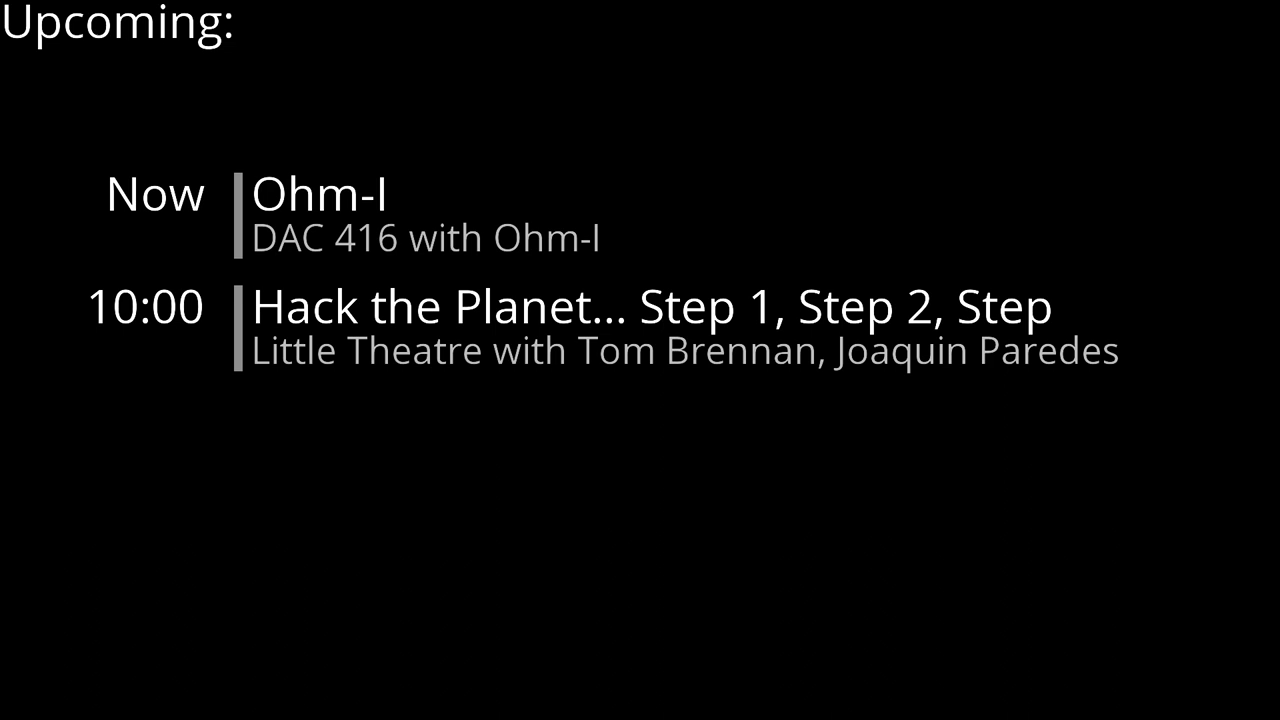 Upcoming:
Now
Ohm-I
DAC 416 with Ohm-I
10:00
Hack the Planet... Step 1, Step 2, Step
Little Theatre with Tom Brennan, Joaquin Paredes